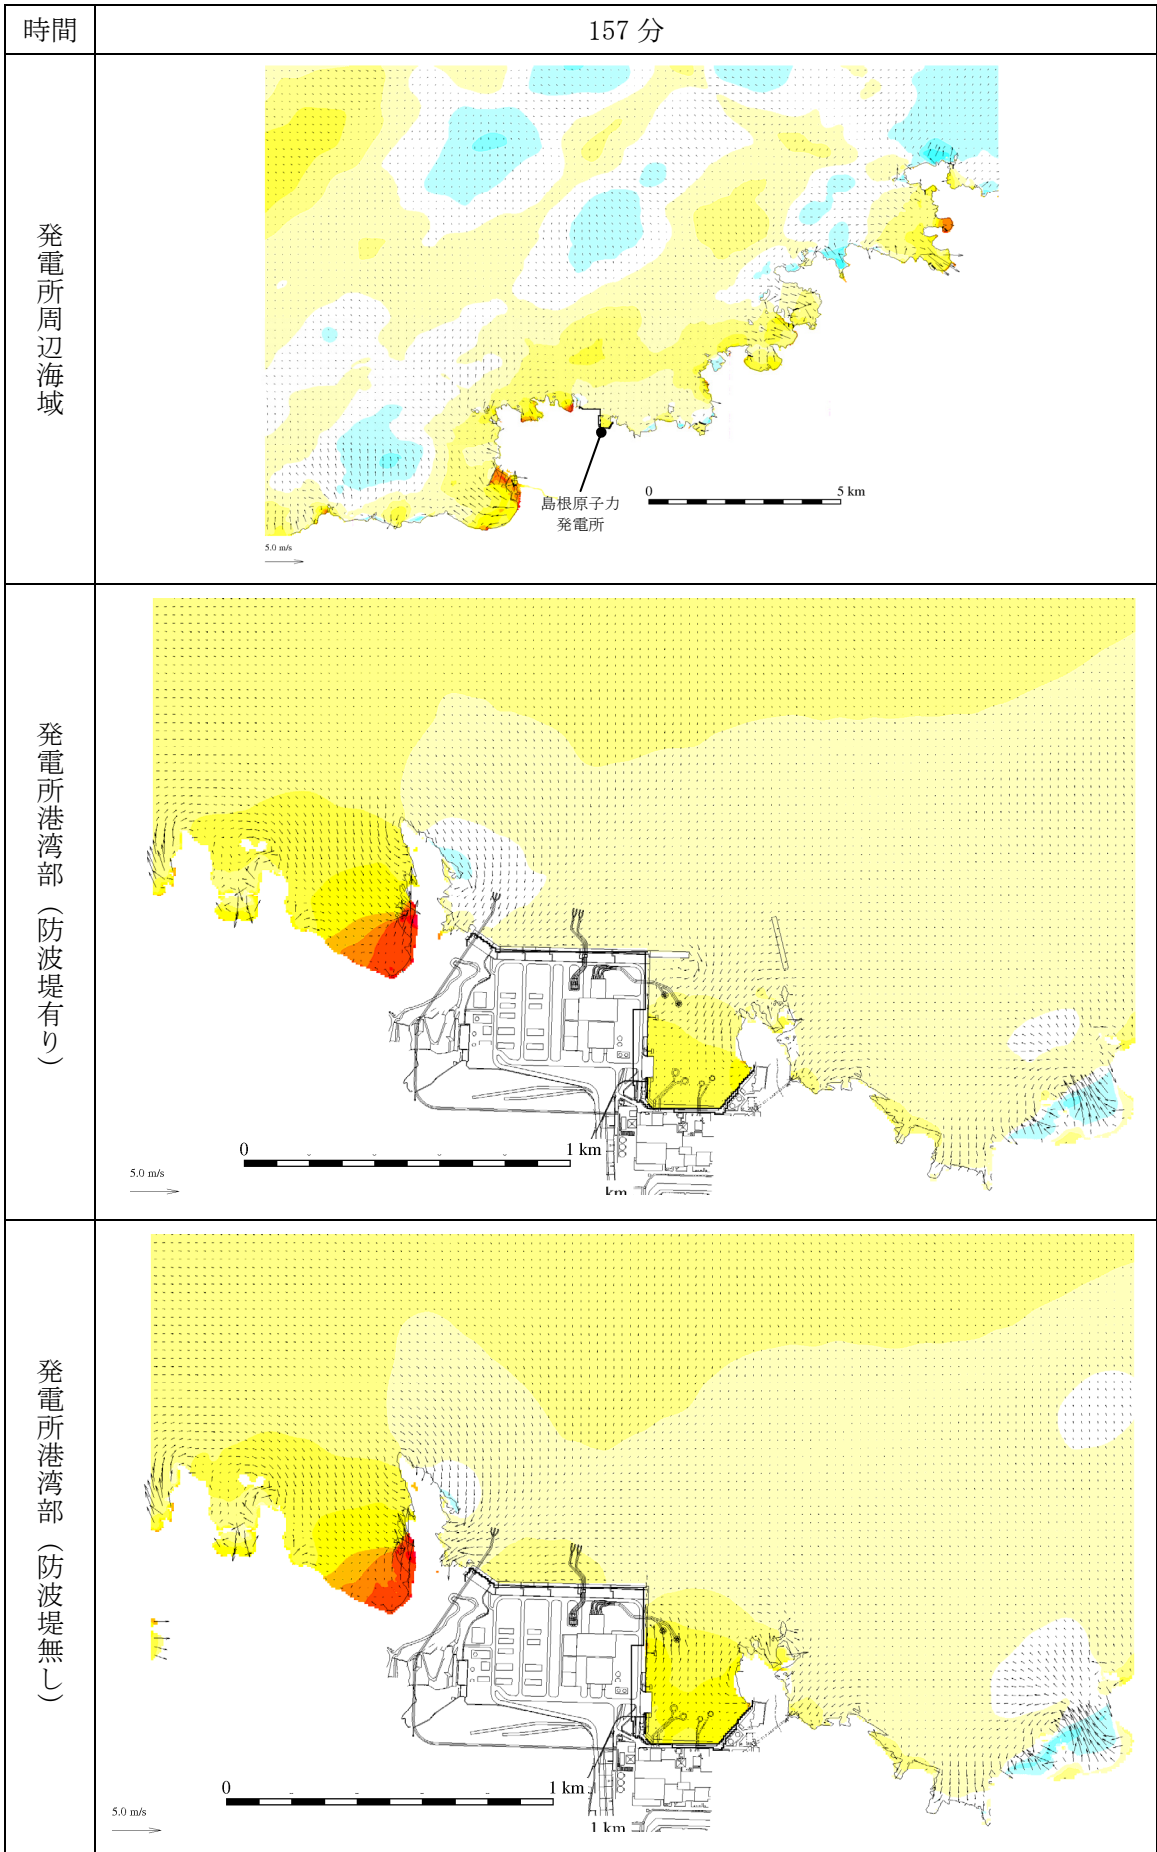 時間
157 分
発電所周辺海域
島根原子力
発電所
0
5 km
5.0 m/s
発電所港湾部（防波堤有り）
0
1 km
5.0 m/s
km
発電所港湾部（防波堤無し）
0
1 km
5.0 m/s
1 km